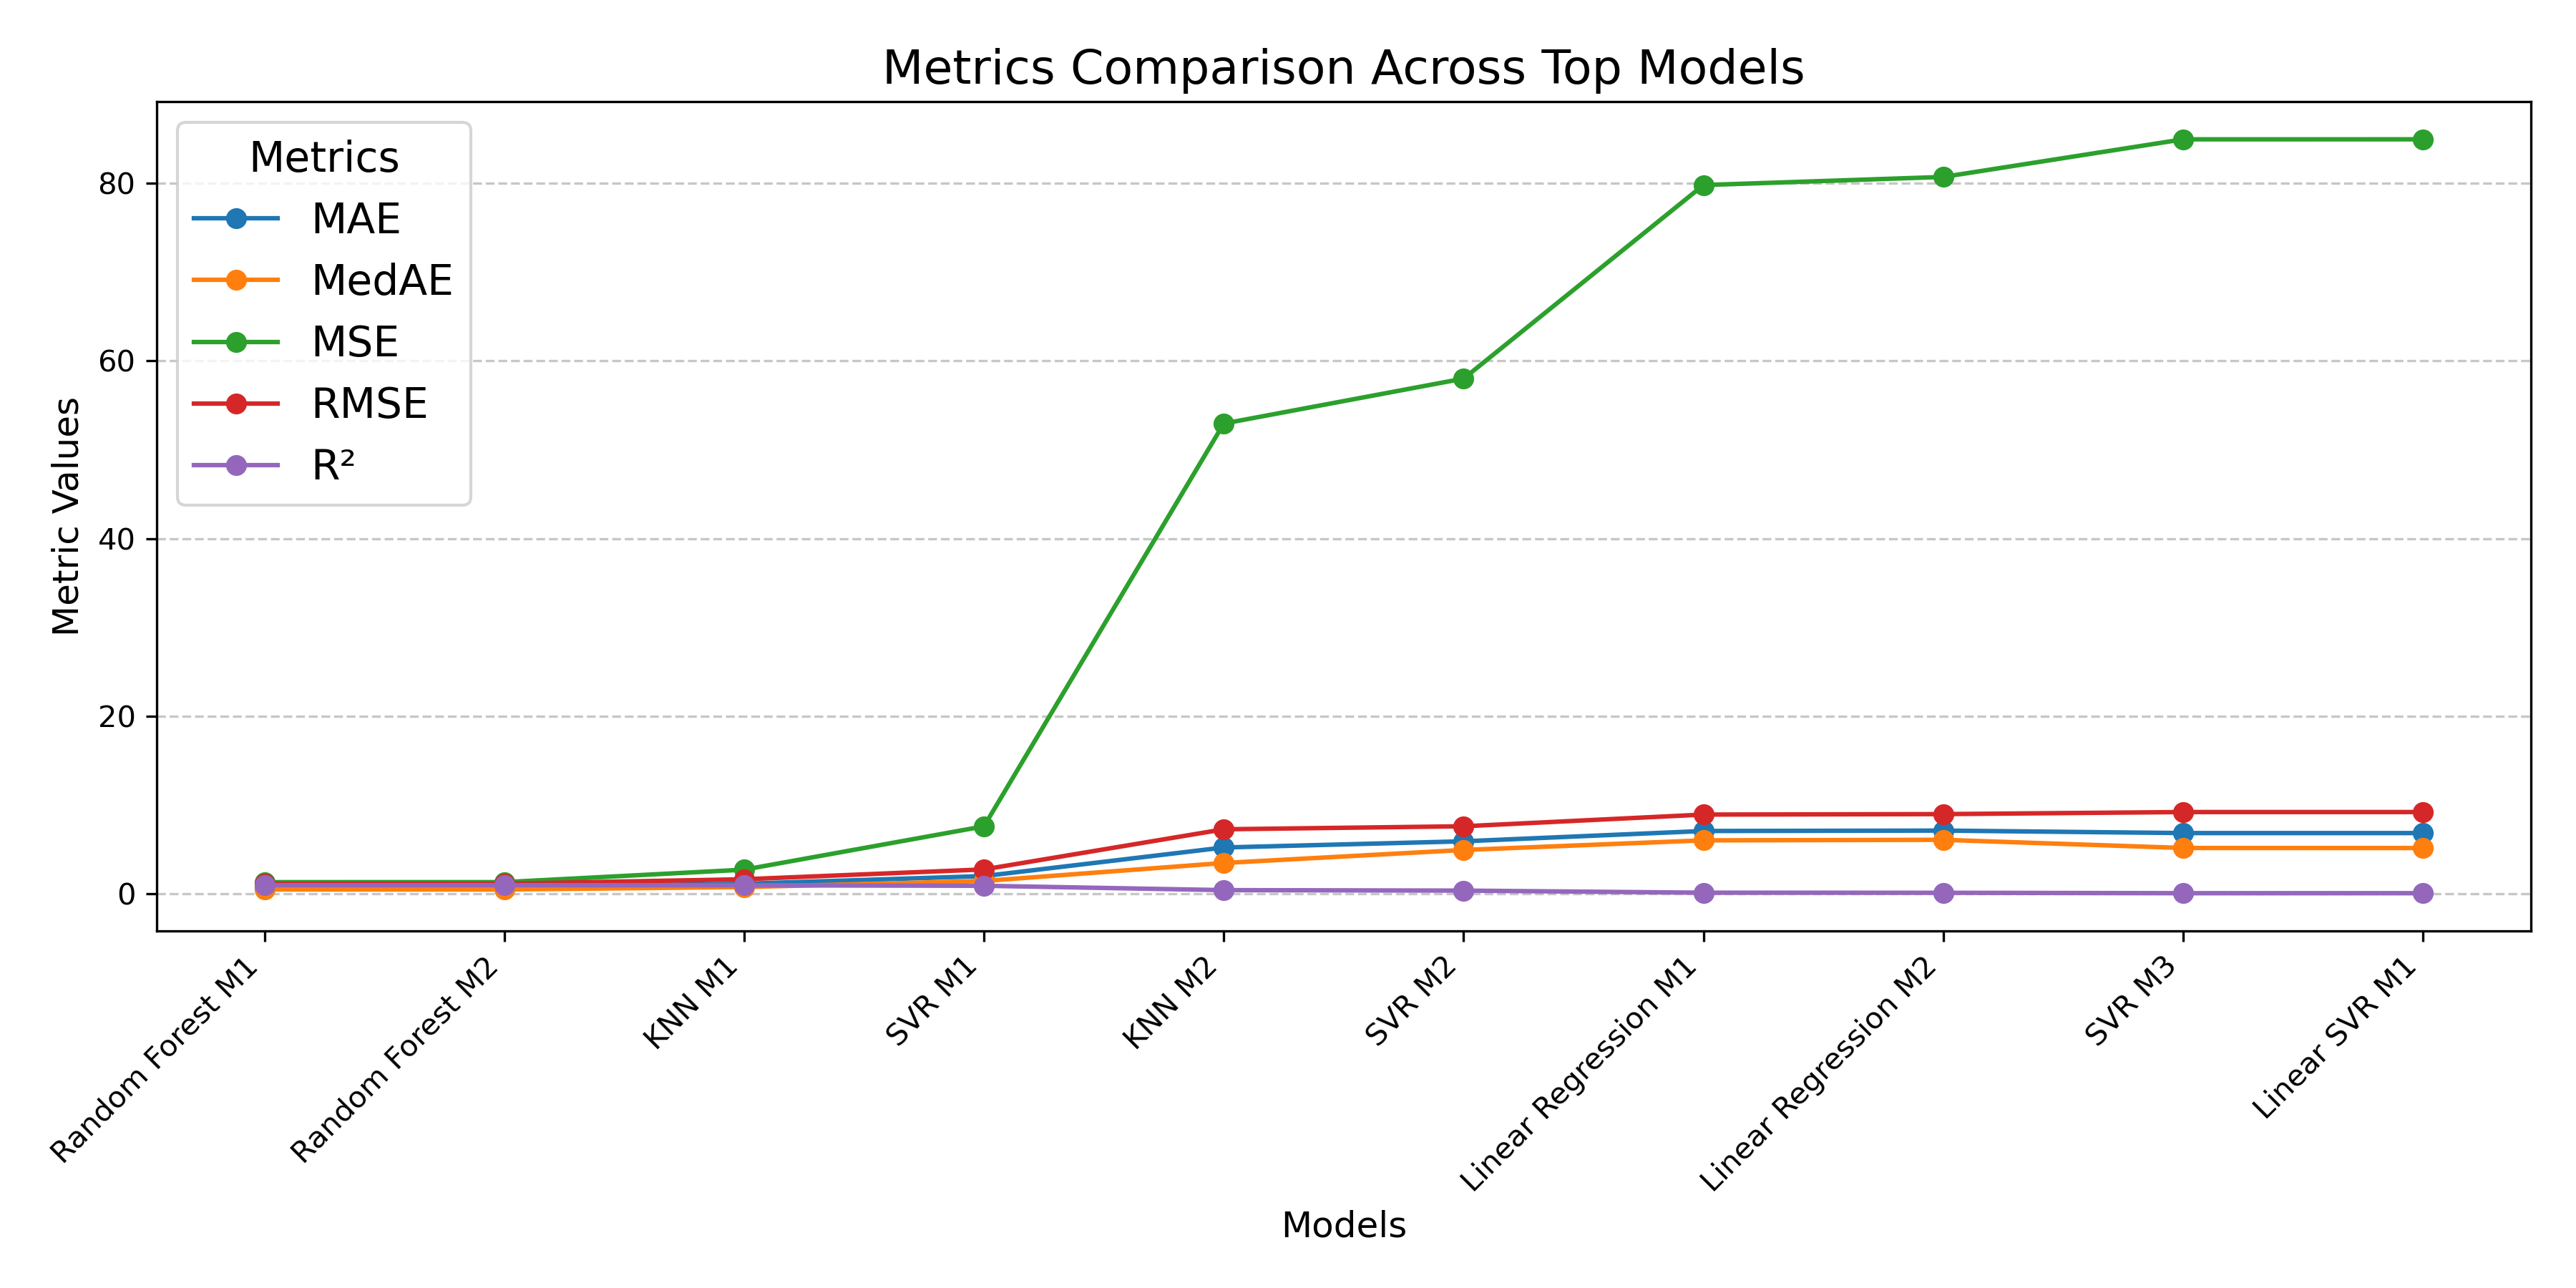 Metrics Comparison Across Top Models
Metrics
MAE
MedAE
MSE
RMSE
R²
Metric Values
80
60
40
20
0
Random Forest M1
Random Forest M2
KNN M1
SVR M1
KNN M2
SVR M2
Linear Regression M1
Linear Regression M2
SVR M3
Linear SVR M1
Models